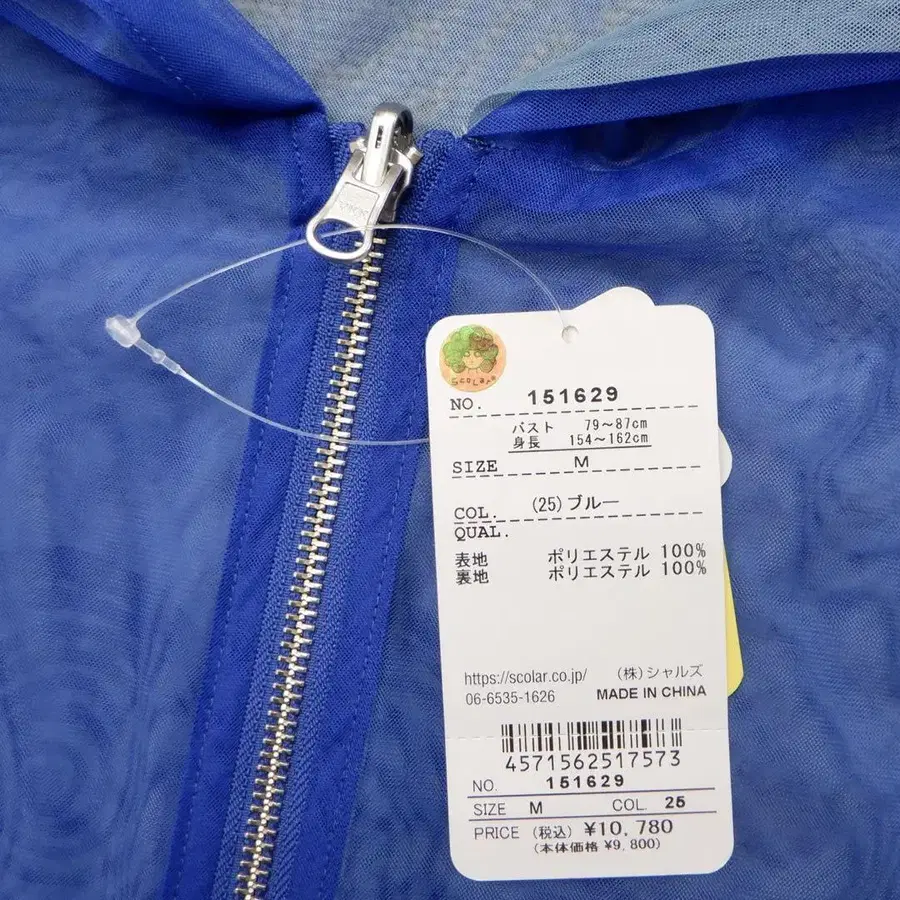 ScoLar
NO. 151629
バスト 79〜87cm
身長 154〜162cm
SIZE M
COL. (25)ブルー
QUAL.
表地 ポリエステル 100%
裏地 ポリエステル 100%
https://scolar.co.jp/ (株)シャルズ
06-6535-1626 MADE IN CHINA
4571562517573
NO. 151629
SIZE M COL. 25
PRICE (税込) ¥10,780
(本体価格 ¥9,800)